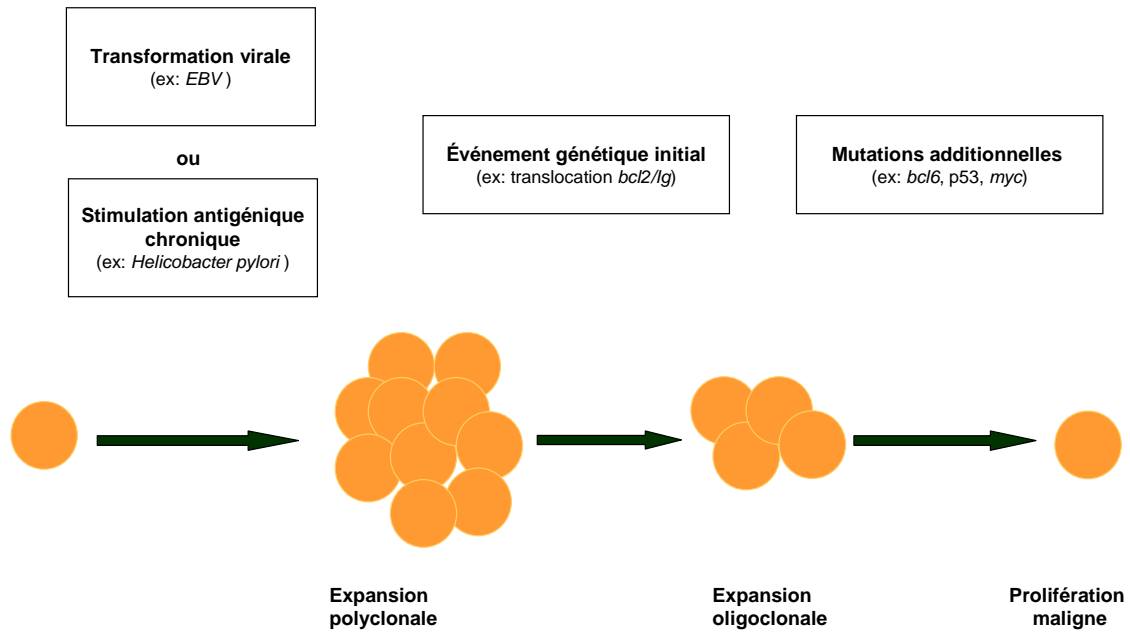 Transformation virale
(ex: EBV )
ou
Stimulation antigénique
chronique
(ex: Helicobacter pylori )
Événement génétique initial
(ex: translocation bcl2/Ig)
Mutations additionnelles
(ex: bcl6, p53, myc)
Expansion
polyclonale
Expansion
oligoclonale
Prolifération
maligne